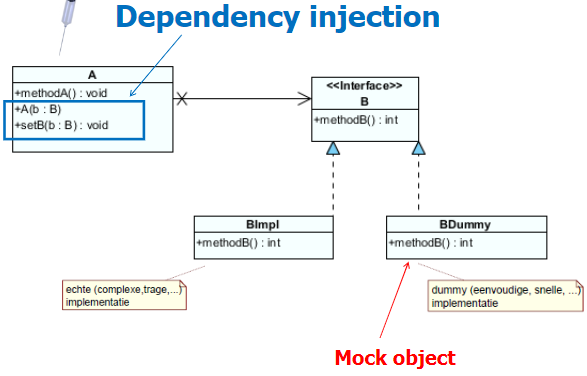 Dependency injection
A
+methodA() : void
+A(b : B)
+setB(b : B) : void
<<Interface>>
B
+methodB() : int
BImpl
+methodB() : int
BDummy
+methodB() : int
echte (complexe,trage,...)
implementatie
dummy (eenvoudige, snelle, ...)
implementatie
Mock object